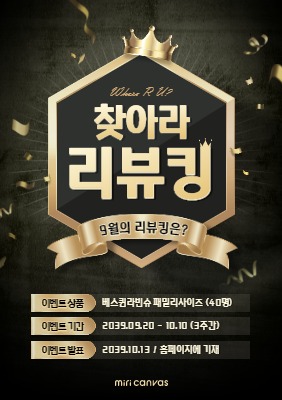 Where R U?
찾아라
리뷰킹
9월의 리뷰킹은?
이벤트상품 베스킨라빈슈 패밀리사이즈 (40명)
이벤트기간 2039.09.20 - 10.10 (3주간)
이벤트발표 2039.10.13 / 홈페이지에 기재
miri canvas